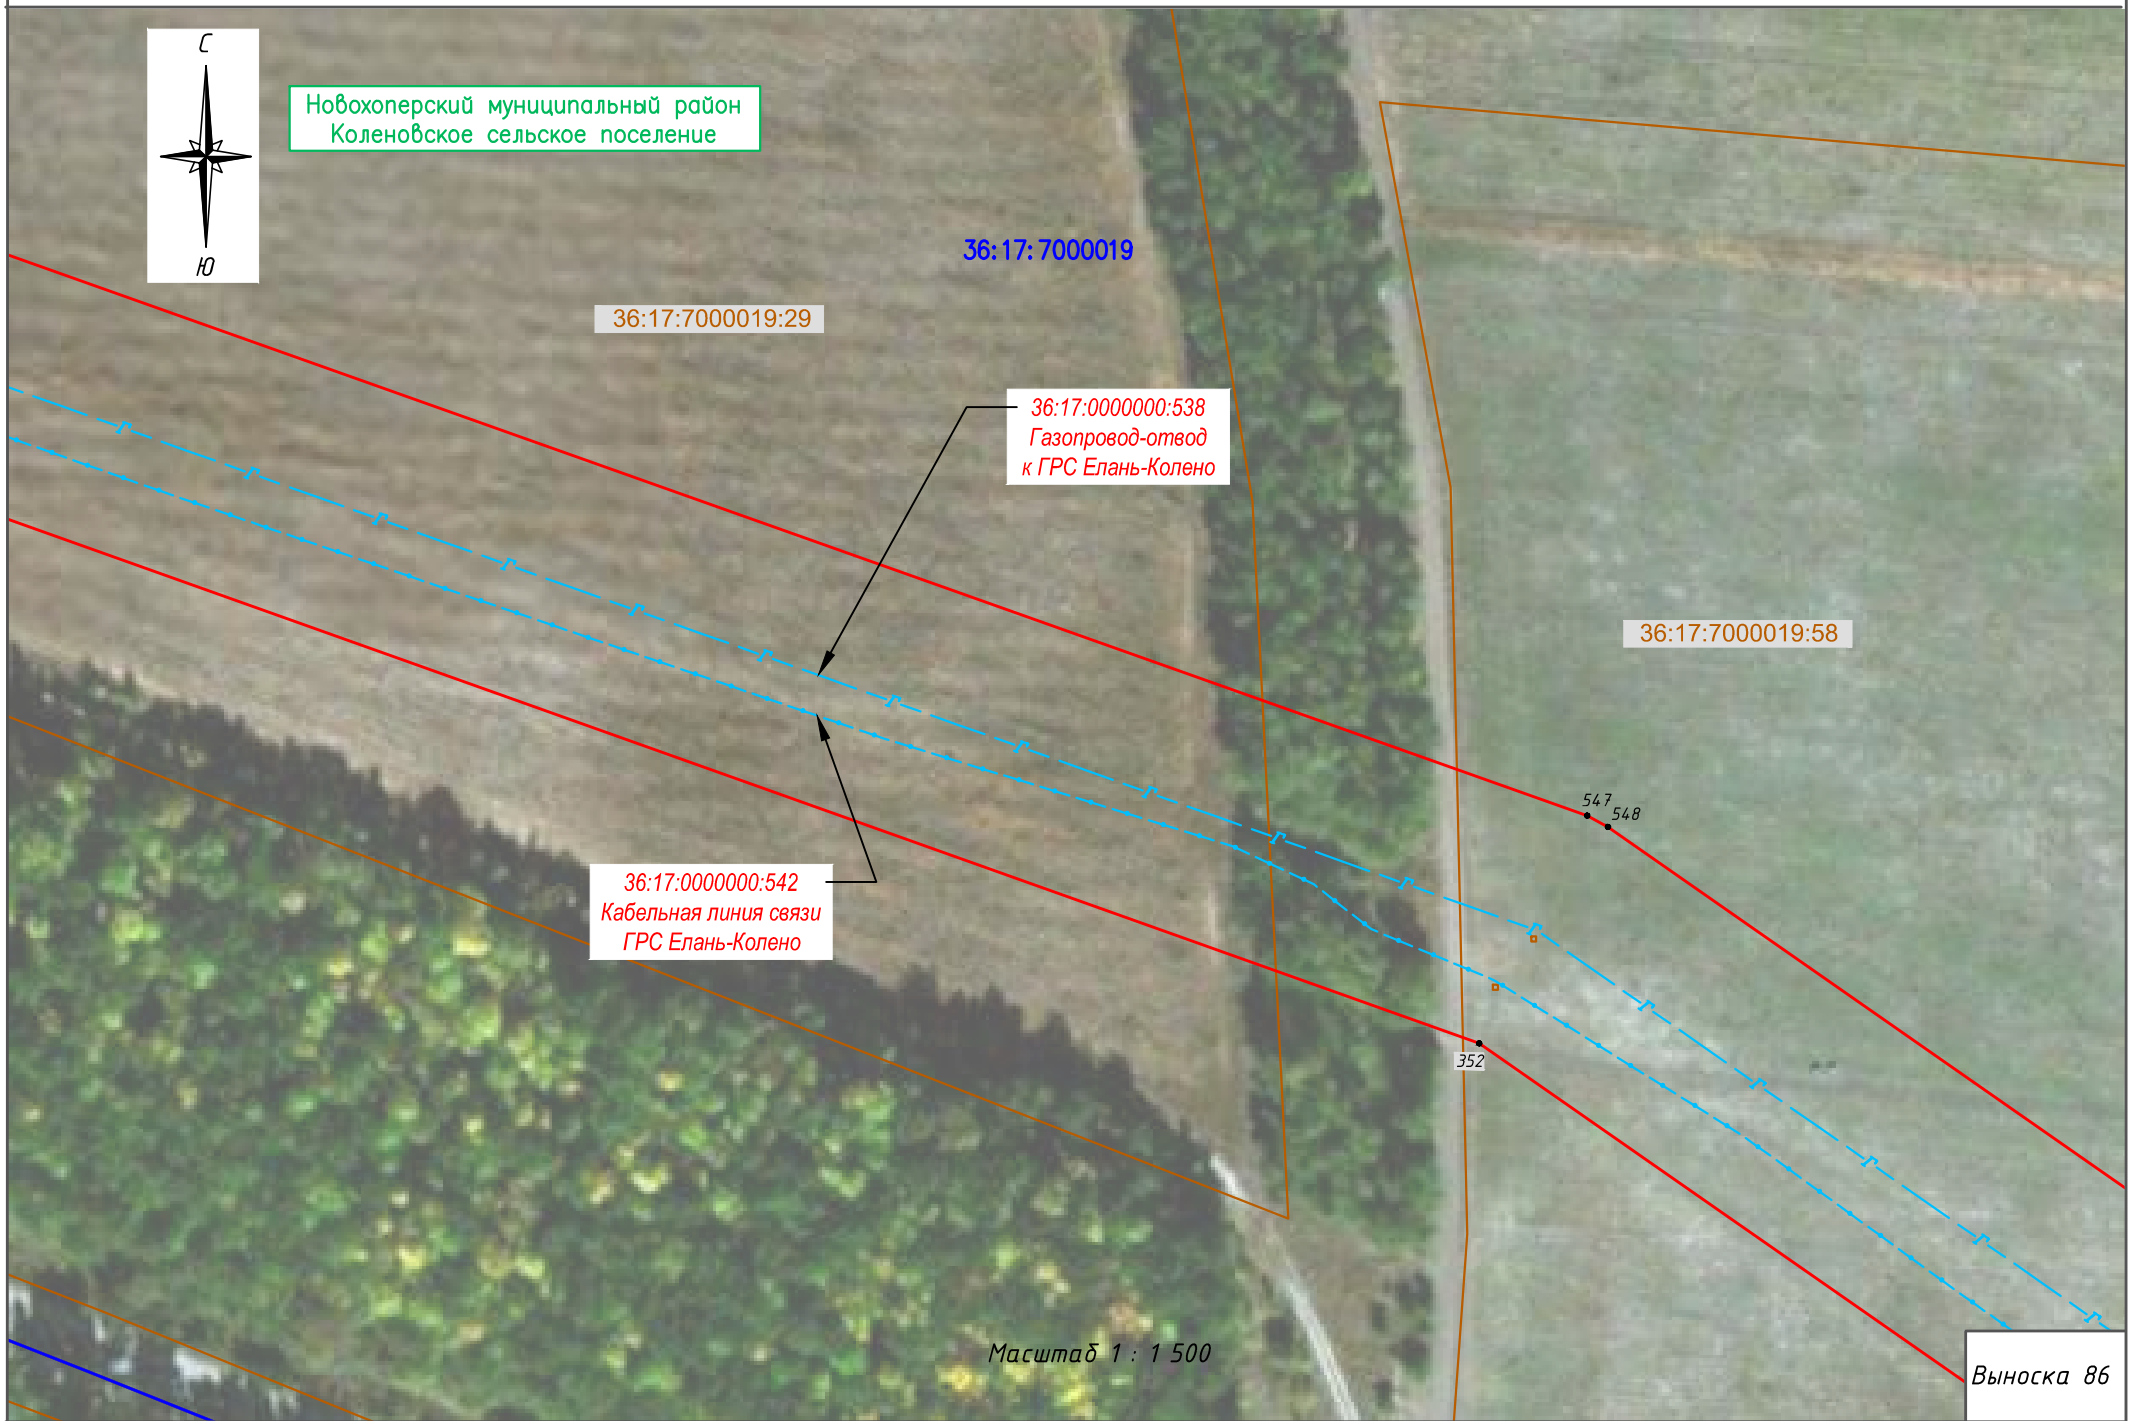 С
Ю
Новохоперский муниципальный район
Коленовское сельское поселение
36:17:7000019
36:17:7000019:29
36:17:0000000:538
Газопровод-отвод
к ГРС Елань-Колено
36:17:7000019:58
547
548
36:17:0000000:542
Кабельная линия связи
ГРС Елань-Колено
352
Масштаб 1 : 1 500
Выноска 86